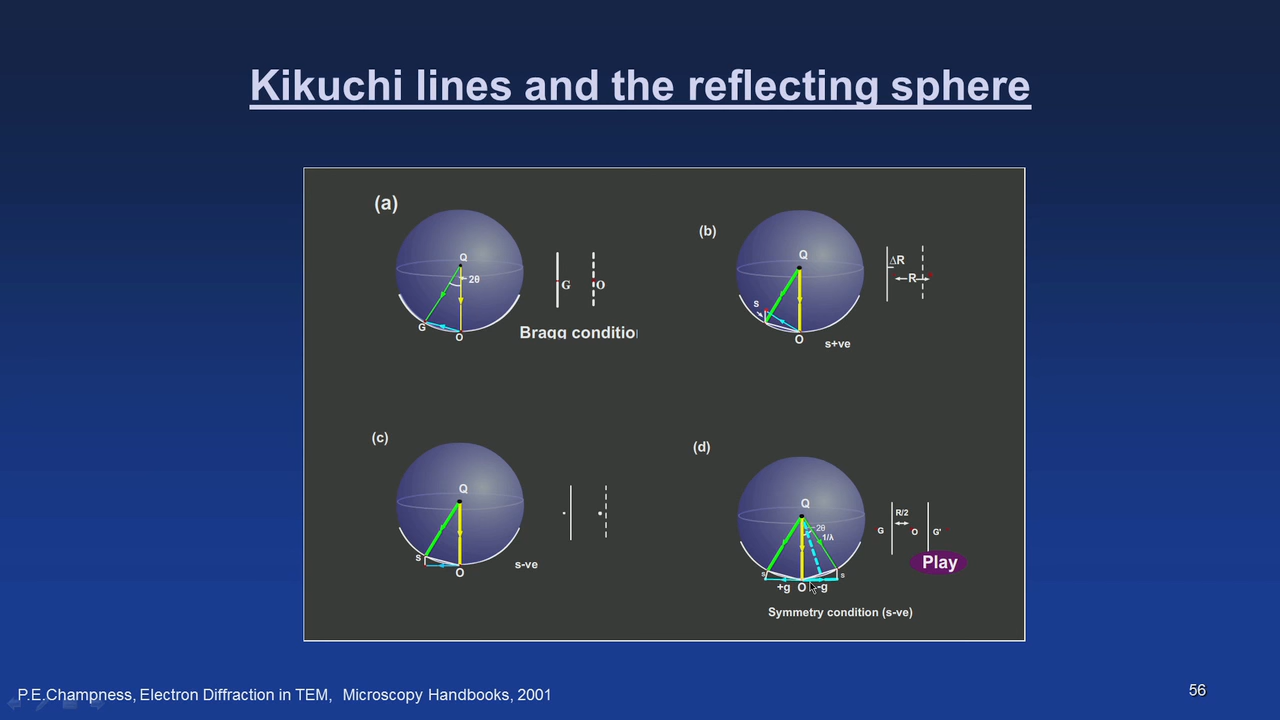 Kikuchi lines and the reflecting sphere
(a)
Q
2θ
G
O
G
O
Bragg conditio
(b)
Q
S
O
ΔR
R
s+ve
(c)
Q
S
O
s-ve
(d)
Q
2θ
1/λ
s
s
+g O -g
G
R/2
O
G'
Play
Symmetry condition (s-ve)
P.E.Champness, Electron Diffraction in TEM, Microscopy Handbooks, 2001
56